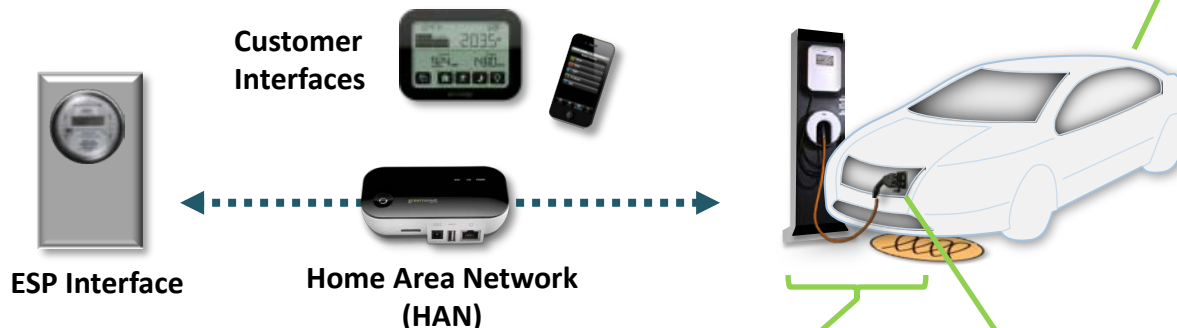 Customer
Interfaces
ESP Interface
Home Area Network
(HAN)